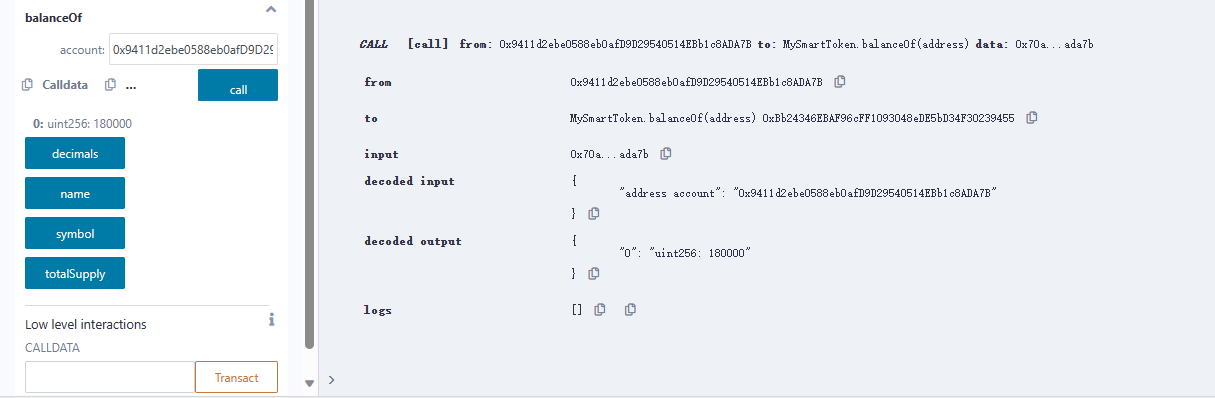 balanceOf
account: 0x9411d2ebe0588eb0afD9D29
Calldata ... call
0: uint256: 180000
decimals
name
symbol
totalSupply
Low level interactions
CALLDATA
Transact
CALL [call] from: 0x9411d2ebe0588eb0afD9D29540514EBb1c8ADA7B to: MySmartToken.balanceOf(address) data: 0x70a...ada7b
from 0x9411d2ebe0588eb0afD9D29540514EBb1c8ADA7B
to MySmartToken.balanceOf(address) 0xBb24346EBAF96cFF1093048eDE5bD34F30239455
input 0x70a...ada7b
decoded input {
"address account": "0x9411d2ebe0588eb0afD9D29540514EBb1c8ADA7B"
}
decoded output {
"0": "uint256: 180000"
}
logs []
>